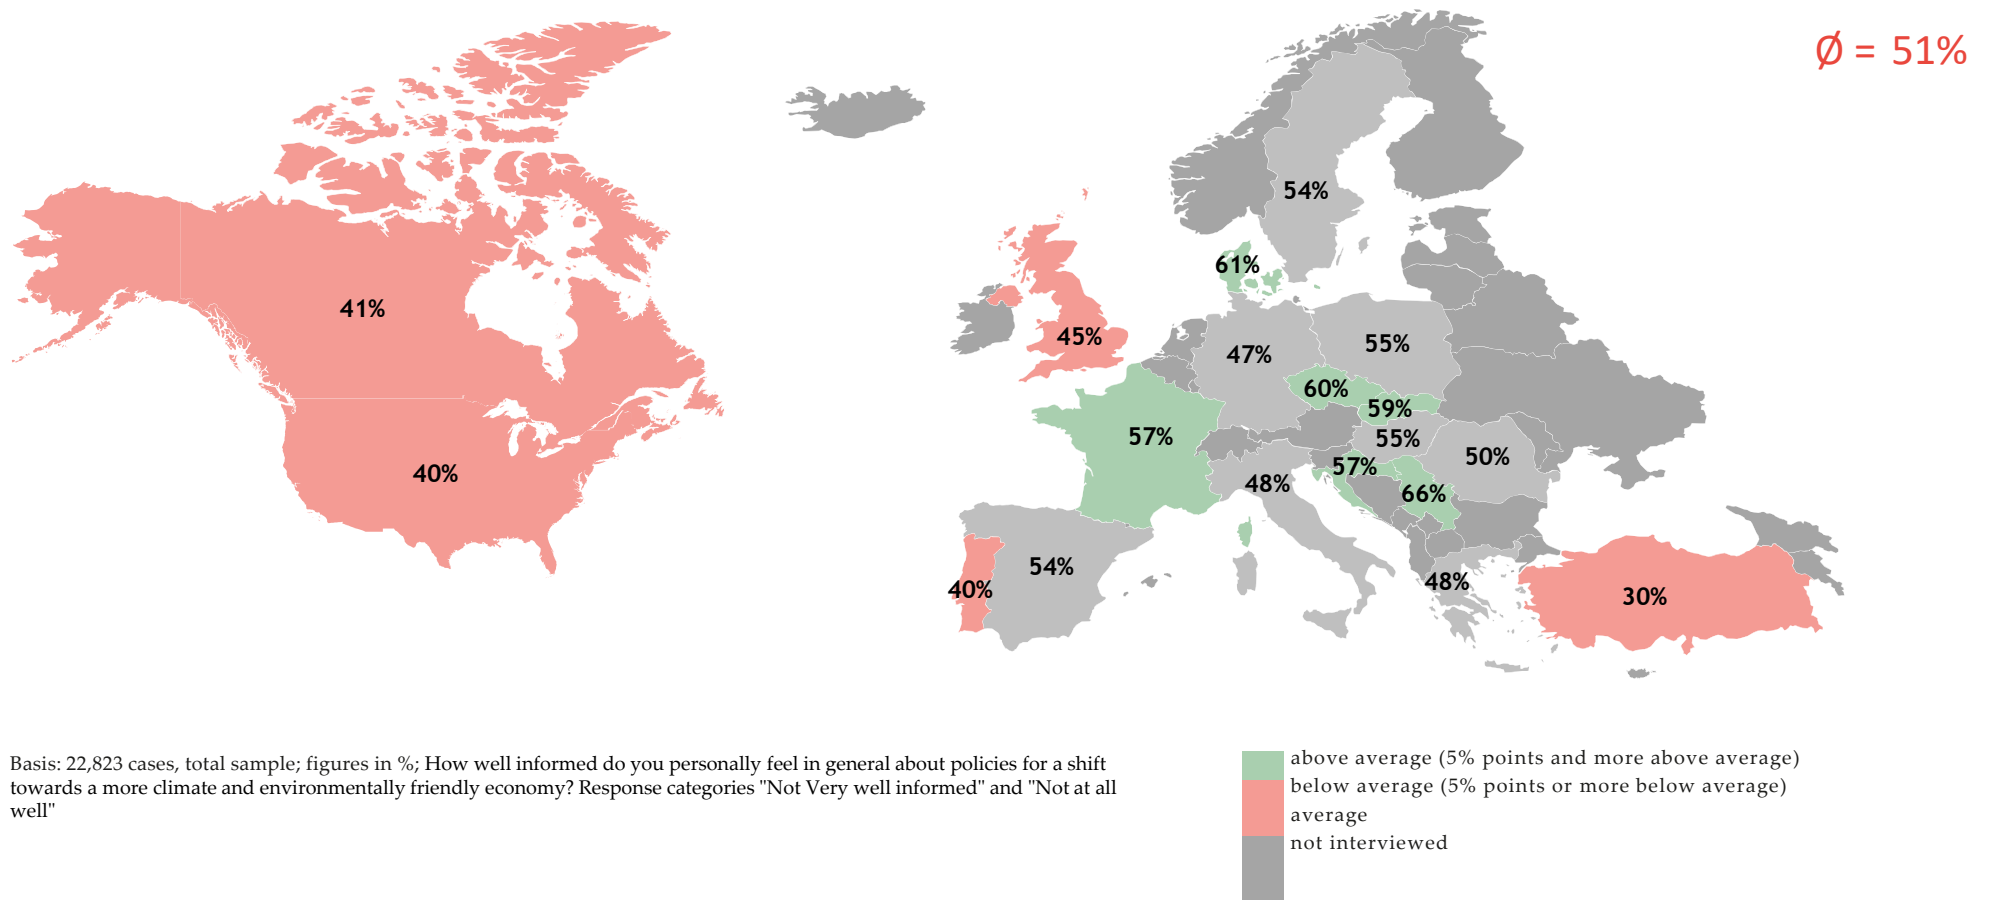 Ø = 51%
54%
61%
41%
45%
47%
55%
60%
59%
57%
55%
50%
57%
40%
48%
66%
54%
40%
48%
30%
Basis: 22,823 cases, total sample; figures in %; How well informed do you personally feel in general about policies for a shift
towards a more climate and environmentally friendly economy? Response categories "Not Very well informed" and "Not at all
well"
above average (5% points and more above average)
below average (5% points or more below average)
average
not interviewed